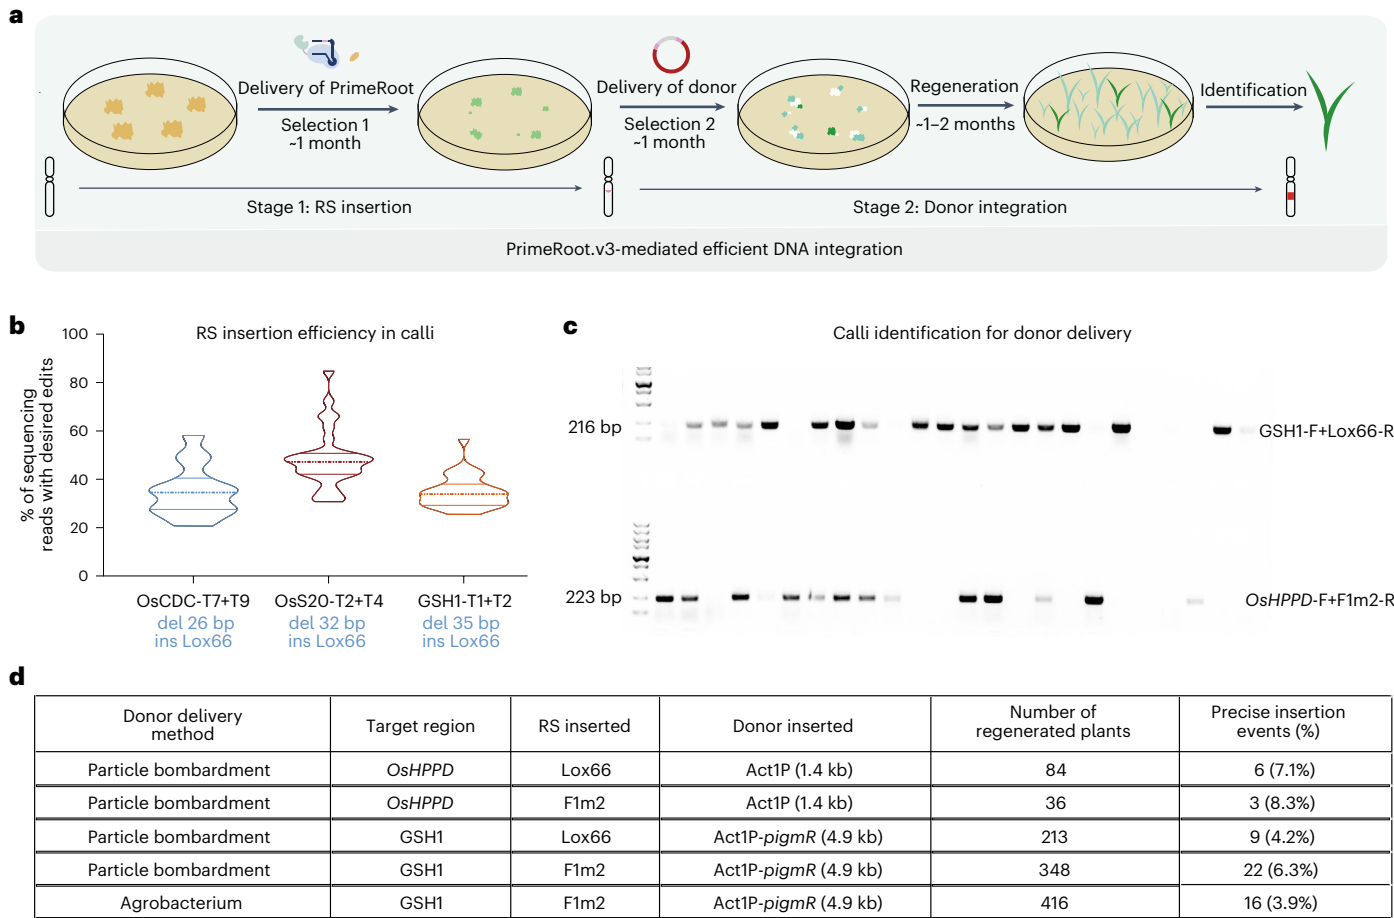 a
Delivery of PrimeRoot
Selection 1
~1 month
Delivery of donor
Selection 2
~1 month
Regeneration
~1–2 months
Identification
Stage 1: RS insertion
Stage 2: Donor integration
PrimeRoot.v3-mediated efficient DNA integration
b
RS insertion efficiency in calli
% of sequencing
reads with desired edits
100
80
60
40
20
0
OsCDC-T7+T9
del 26 bp
ins Lox66
OsS20-T2+T4
del 32 bp
ins Lox66
GSH1-T1+T2
del 35 bp
ins Lox66
c
Calli identification for donor delivery
216 bp
GSH1-F+Lox66-R
223 bp
OsHPPD-F+F1m2-R
d
Donor delivery method Target region RS inserted Donor inserted Number of regenerated plants Precise insertion events (%)
Particle bombardment OsHPPD Lox66 Act1P (1.4 kb) 84 6 (7.1%)
Particle bombardment OsHPPD F1m2 Act1P (1.4 kb) 36 3 (8.3%)
Particle bombardment GSH1 Lox66 Act1P-pigmR (4.9 kb) 213 9 (4.2%)
Particle bombardment GSH1 F1m2 Act1P-pigmR (4.9 kb) 348 22 (6.3%)
Agrobacterium GSH1 F1m2 Act1P-pigmR (4.9 kb) 416 16 (3.9%)